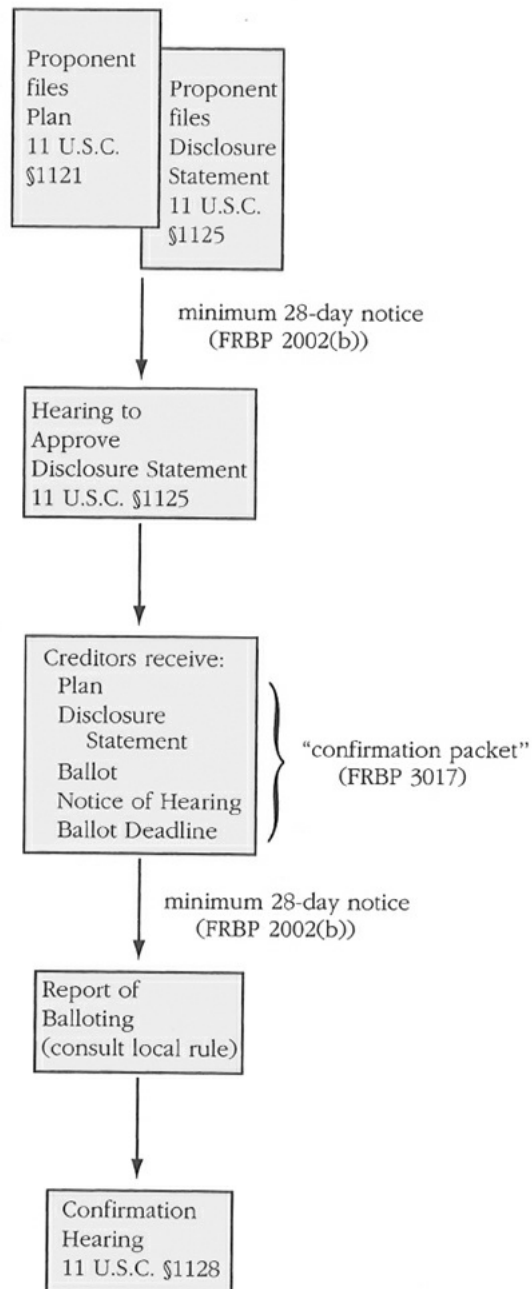 Proponent
files
Plan
11 U.S.C.
§1121
Proponent
files
Disclosure
Statement
11 U.S.C.
§1125
minimum 28-day notice
(FRBP 2002(b))
Hearing to
Approve
Disclosure Statement
11 U.S.C. §1125
Creditors receive:
Plan
Disclosure
Statement
Ballot
Notice of Hearing
Ballot Deadline
“confirmation packet”
(FRBP 3017)
minimum 28-day notice
(FRBP 2002(b))
Report of
Balloting
(consult local rule)
Confirmation
Hearing
11 U.S.C. §1128